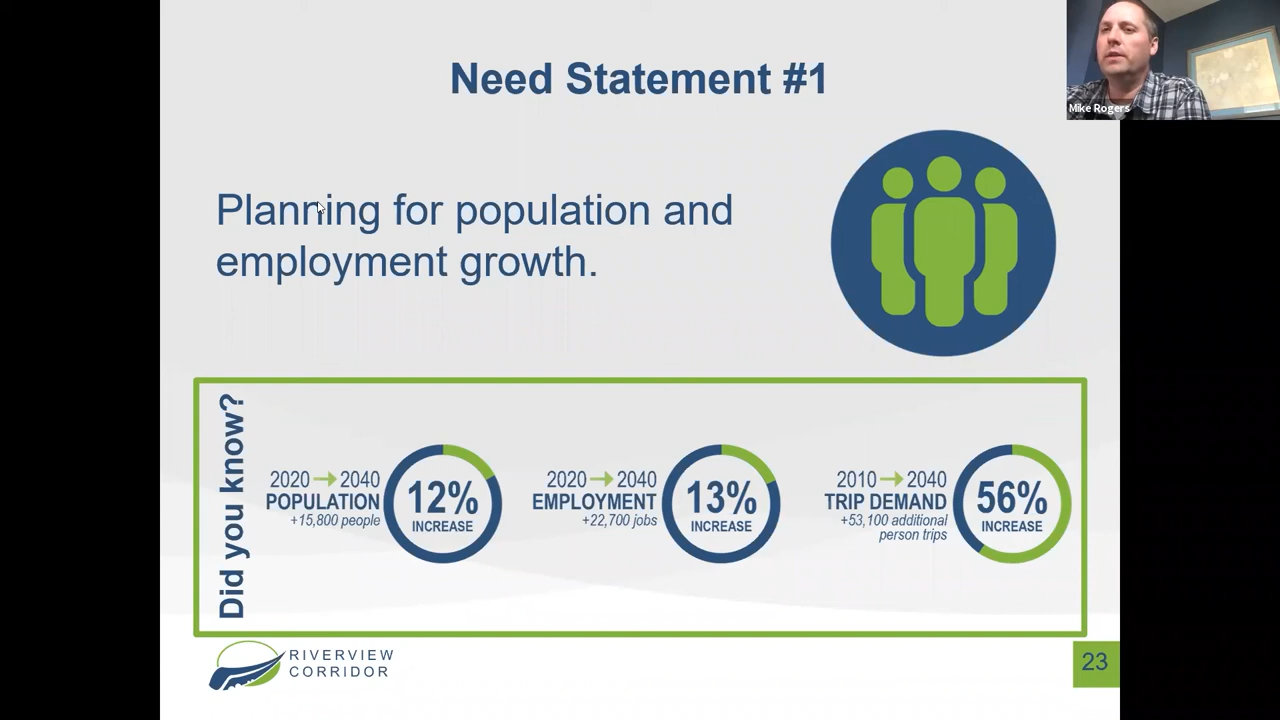 Need Statement #1
Mike Rogers
Planning for population and
employment growth.
Did you know?
2020 → 2040
POPULATION
+15,800 people
12%
INCREASE
2020 → 2040
EMPLOYMENT
+22,700 jobs
13%
INCREASE
2010 → 2040
TRIP DEMAND
+53,100 additional
person trips
56%
INCREASE
RIVERVIEW
CORRIDOR
23